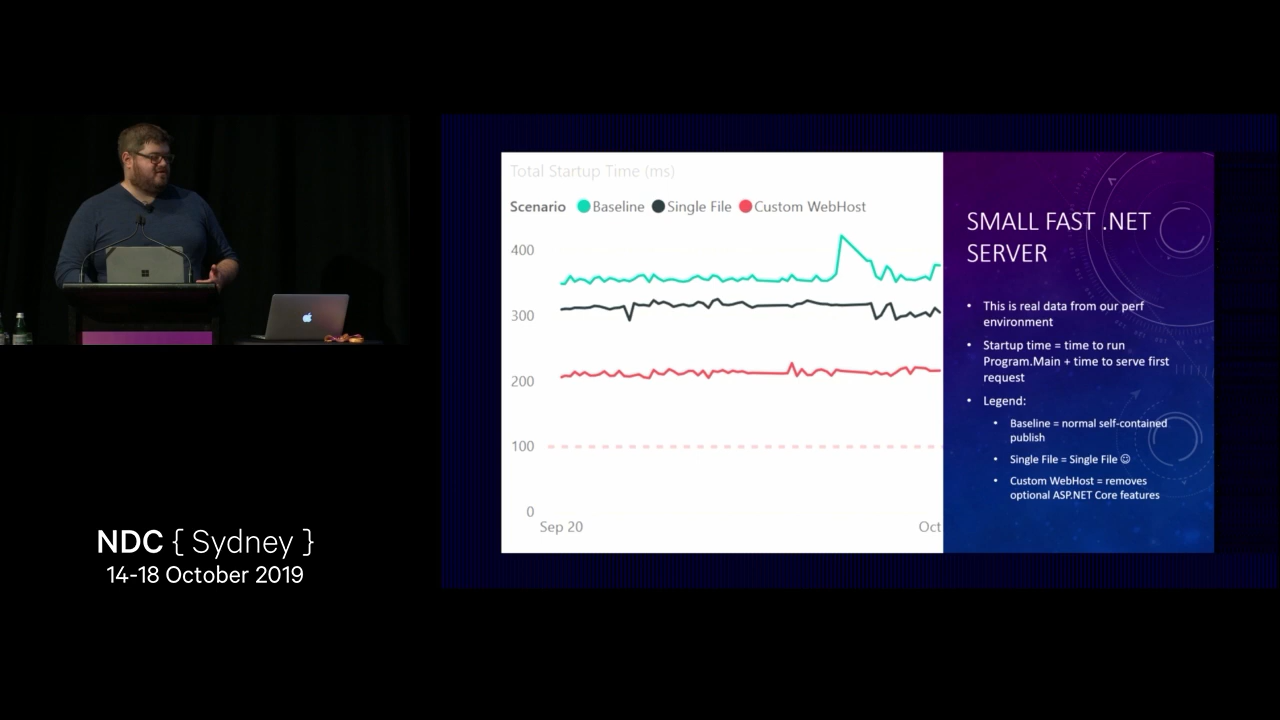 Total Startup Time (ms)
Scenario Baseline Single File Custom WebHost
400
300
200
100
0
Sep 20
Oct
SMALL FAST .NET
SERVER
• This is real data from our perf
environment
• Startup time = time to run
Program.Main + time to serve first
request
• Legend:
• Baseline = normal self-contained
publish
• Single File = Single File ☺
• Custom WebHost = removes
optional ASP.NET Core features
NDC { Sydney }
14-18 October 2019